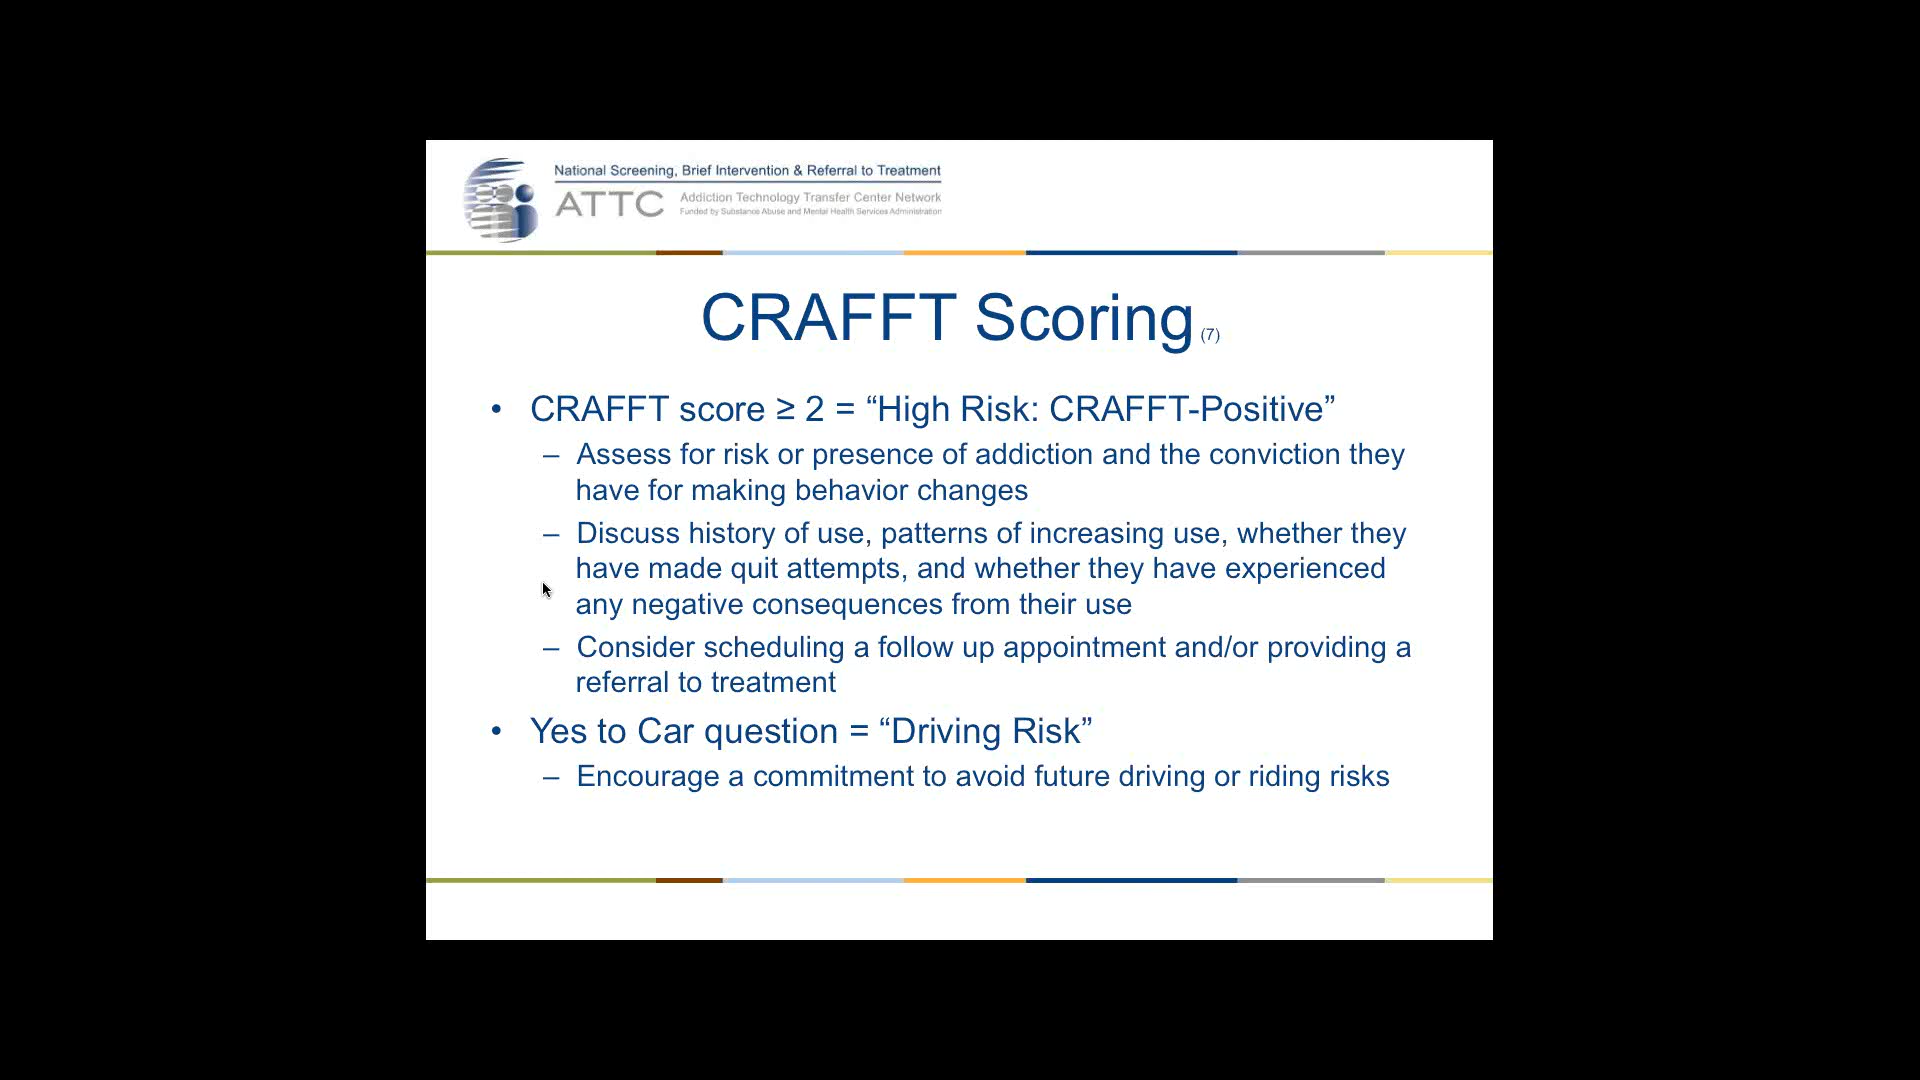 National Screening, Brief Intervention & Referral to Treatment
ATTC Addiction Technology Transfer Center Network
Funded by Substance Abuse and Mental Health Services Administration
CRAFFT Scoring (7)
• CRAFFT score ≥ 2 = “High Risk: CRAFFT-Positive”
– Assess for risk or presence of addiction and the conviction they
have for making behavior changes
– Discuss history of use, patterns of increasing use, whether they
have made quit attempts, and whether they have experienced
any negative consequences from their use
– Consider scheduling a follow up appointment and/or providing a
referral to treatment
• Yes to Car question = “Driving Risk”
– Encourage a commitment to avoid future driving or riding risks